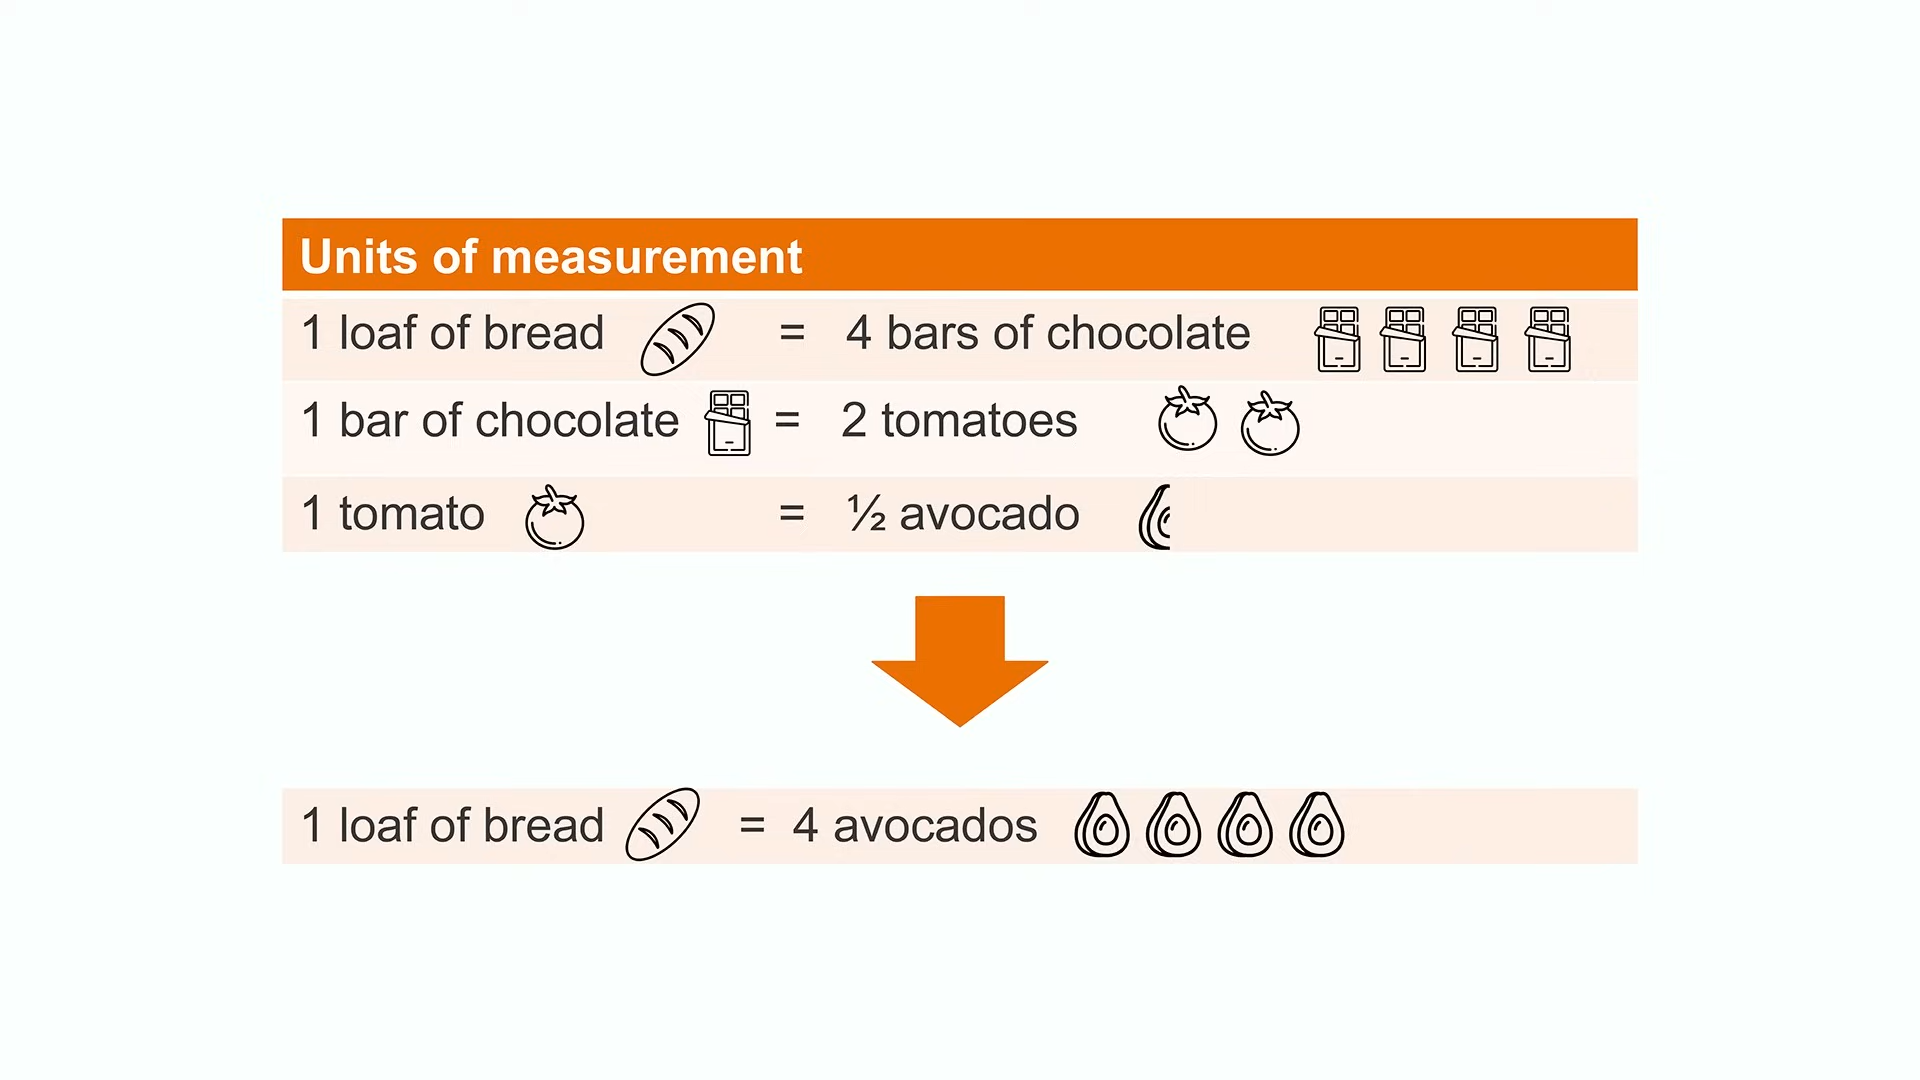 Units of measurement
1 loaf of bread = 4 bars of chocolate
1 bar of chocolate = 2 tomatoes
1 tomato = ½ avocado
1 loaf of bread = 4 avocados